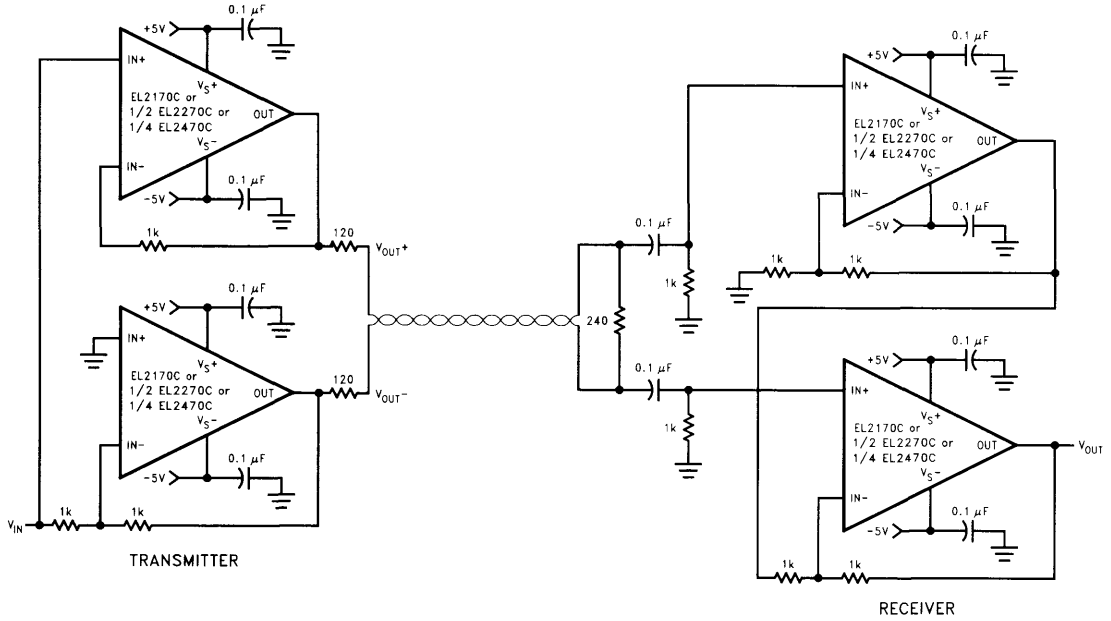 0.1 μF
+5V
IN+
VS+
EL2170C or
1/2 EL2270C or
1/4 EL2470C
OUT
VS-
IN-
-5V
0.1 μF
1k
120
VOUT+
0.1 μF
+5V
IN+
VS+
EL2170C or
1/2 EL2270C or
1/4 EL2470C
OUT
VS-
IN-
-5V
0.1 μF
120
VOUT-
VIN
1k
1k
TRANSMITTER
240
0.1 μF
1k
0.1 μF
1k
0.1 μF
+5V
IN+
VS+
EL2170C or
1/2 EL2270C or
1/4 EL2470C
OUT
VS-
IN-
-5V
0.1 μF
1k
1k
0.1 μF
+5V
IN+
VS+
EL2170C or
1/2 EL2270C or
1/4 EL2470C
OUT
VOUT
VS-
IN-
-5V
0.1 μF
1k
1k
RECEIVER